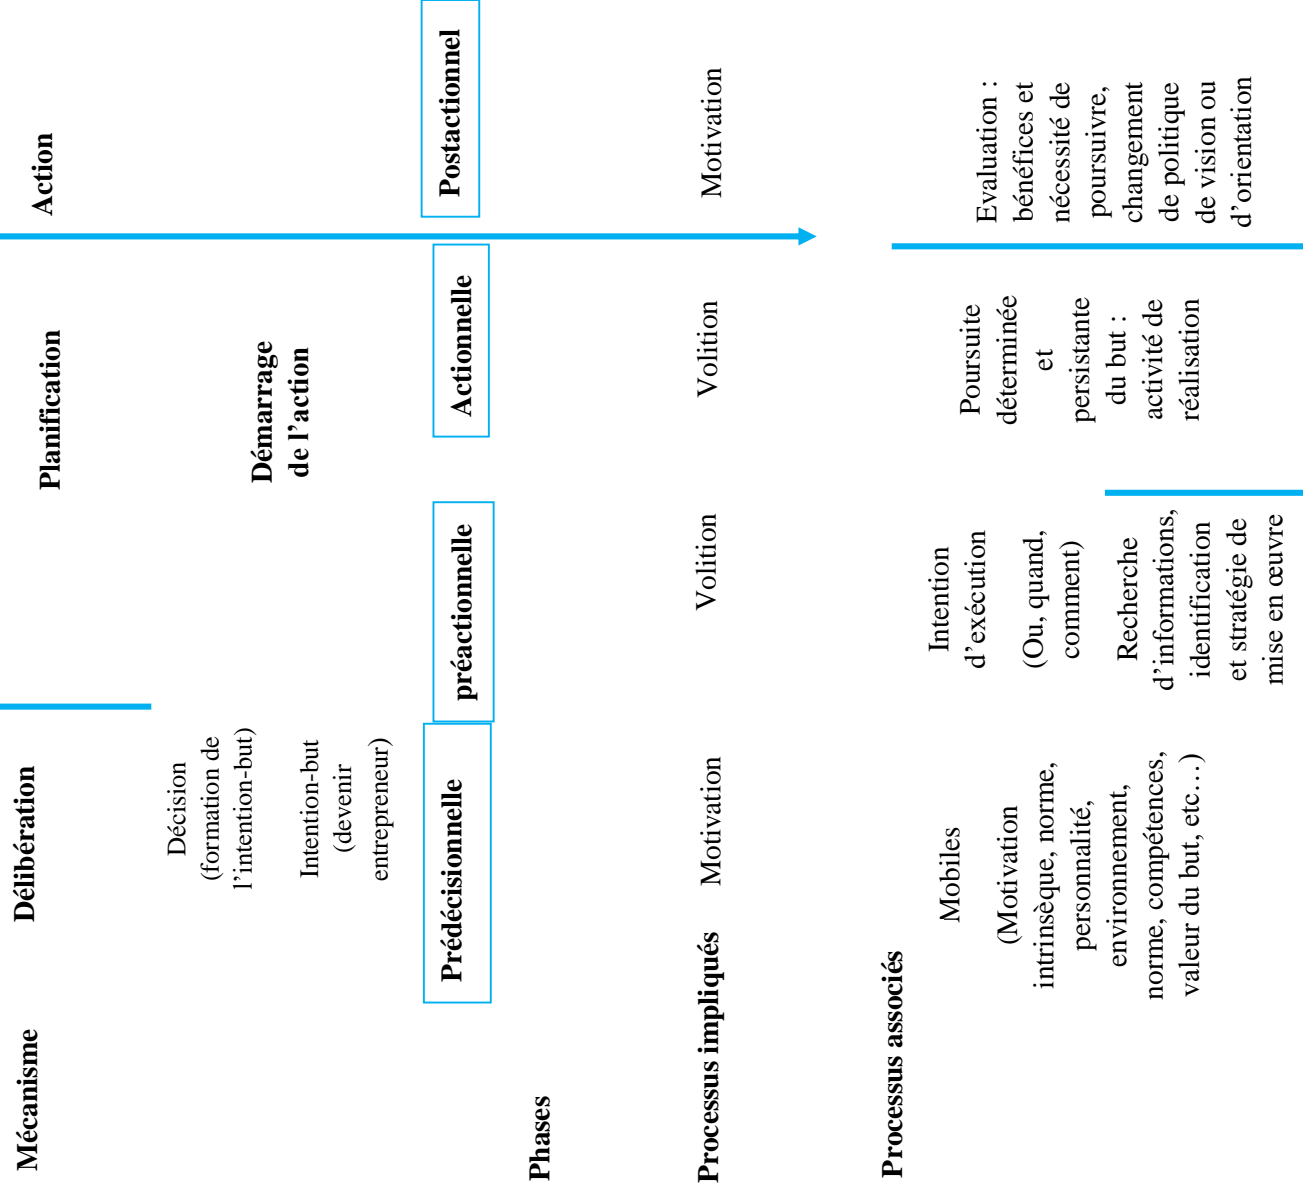 Mécanisme
Délibération
Planification
Action
Décision
(formation de
l’intention-but)
Intention-but
(devenir
entrepreneur)
Démarrage
de l’action
Phases
Prédécisionnelle
préactionnelle
Actionnelle
Postactionnel
Processus impliqués
Motivation
Volition
Volition
Motivation
Processus associés
Mobiles
(Motivation
intrinsèque, norme,
personnalité,
environnement,
norme, compétences,
valeur du but, etc…)
Intention
d’exécution
(Ou, quand,
comment)
Recherche
d’informations,
identification
et stratégie de
mise en œuvre
Poursuite
déterminée
et
persistante
du but :
activité de
réalisation
Evaluation :
bénéfices et
nécessité de
poursuivre,
changement
de politique
de vision ou
d’orientation